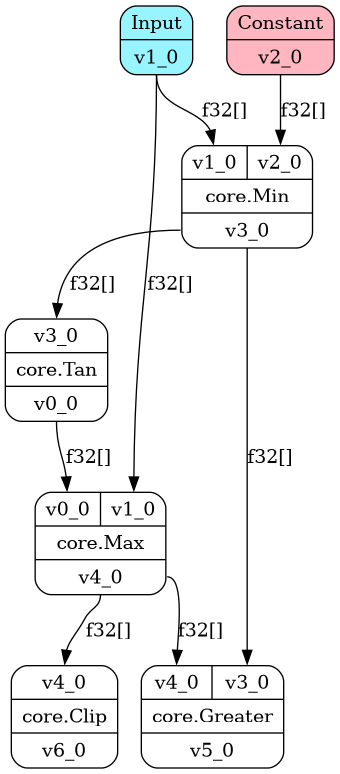 Input
v1_0
Constant
v2_0
f32[]
f32[]
v1_0
v2_0
core.Min
v3_0
f32[]
f32[]
v3_0
core.Tan
v0_0
f32[]
f32[]
v0_0
v1_0
core.Max
v4_0
f32[]
f32[]
v4_0
core.Clip
v6_0
v4_0
v3_0
core.Greater
v5_0